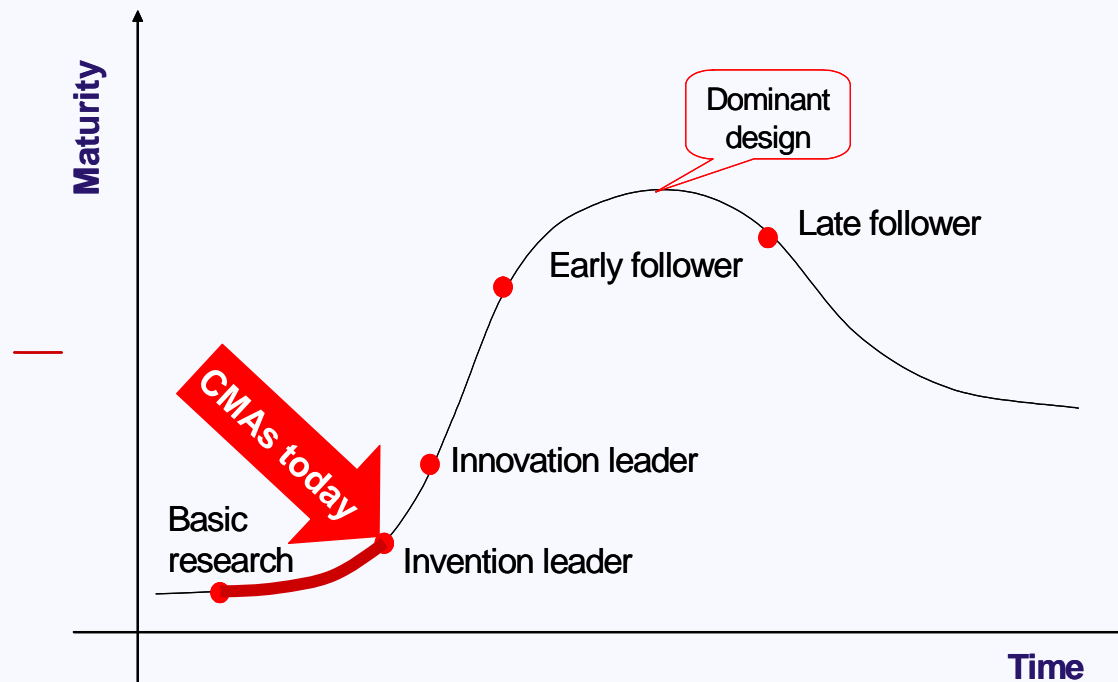 Maturity
Dominant
design
Late follower
Early follower
CMAs today
Innovation leader
Basic
research
Invention leader
Time